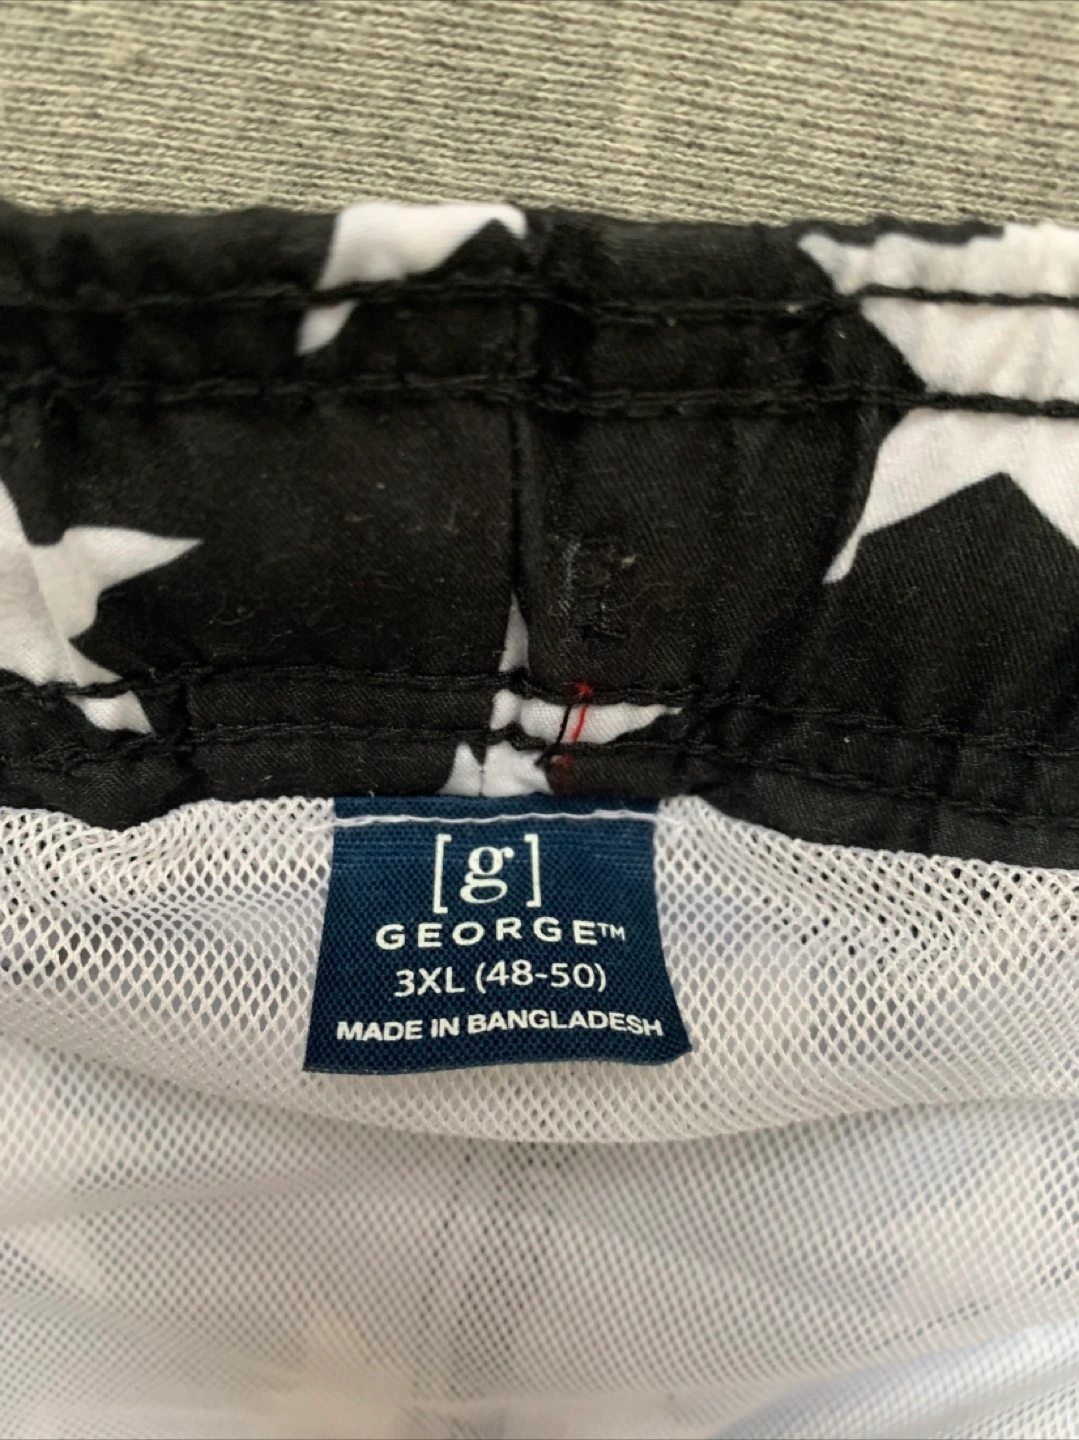 [g]
GEORGE™
3XL (48-50)
MADE IN BANGLADESH